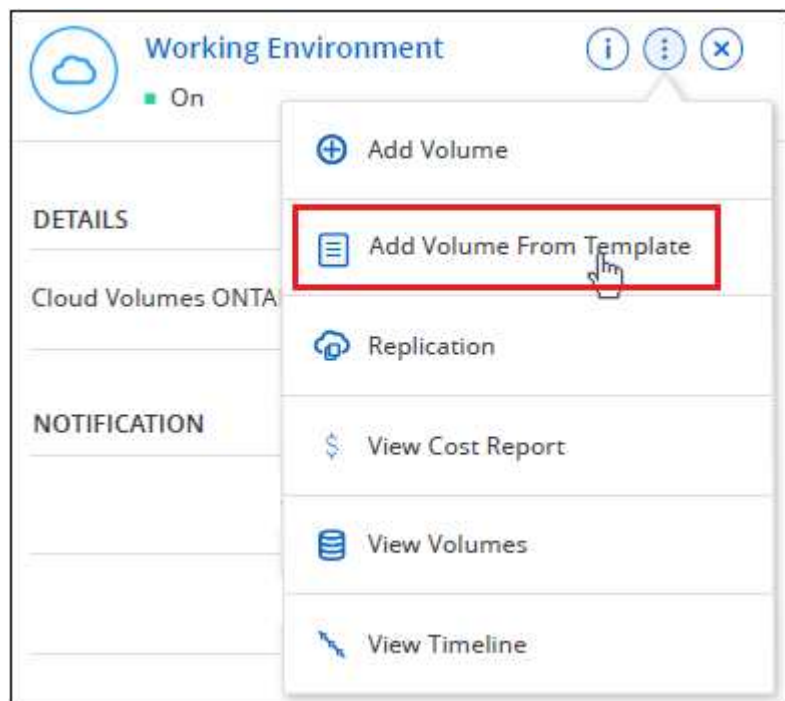 Working Environment
On
Add Volume
DETAILS
Add Volume From Template
Cloud Volumes ONTA
Replication
NOTIFICATION
$ View Cost Report
View Volumes
View Timeline